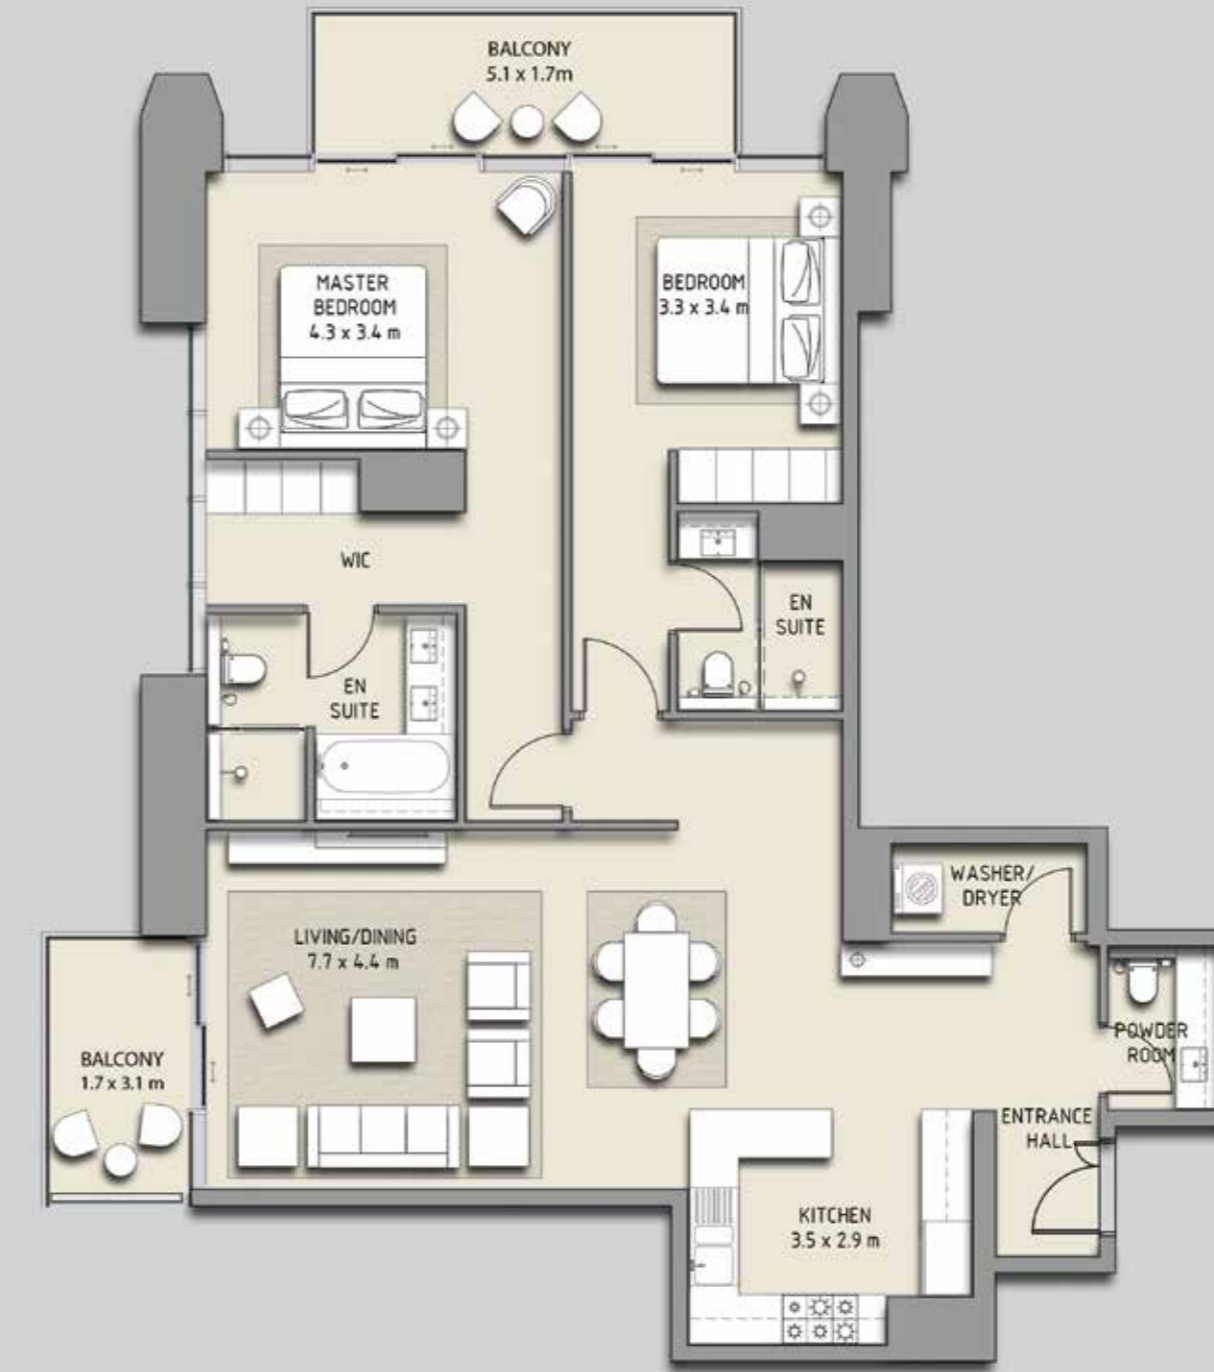 BALCONY
5.1 x 1.7m
MASTER
BEDROOM
4.3 x 3.4 m
BEDROOM
3.3 x 3.4 m
WIC
EN
SUITE
EN
SUITE
WASHER/
DRYER
LIVING/DINING
7.7 x 4.4 m
POWDER
ROOM
BALCONY
1.7 x 3.1 m
ENTRANCE
HALL
KITCHEN
3.5 x 2.9 m